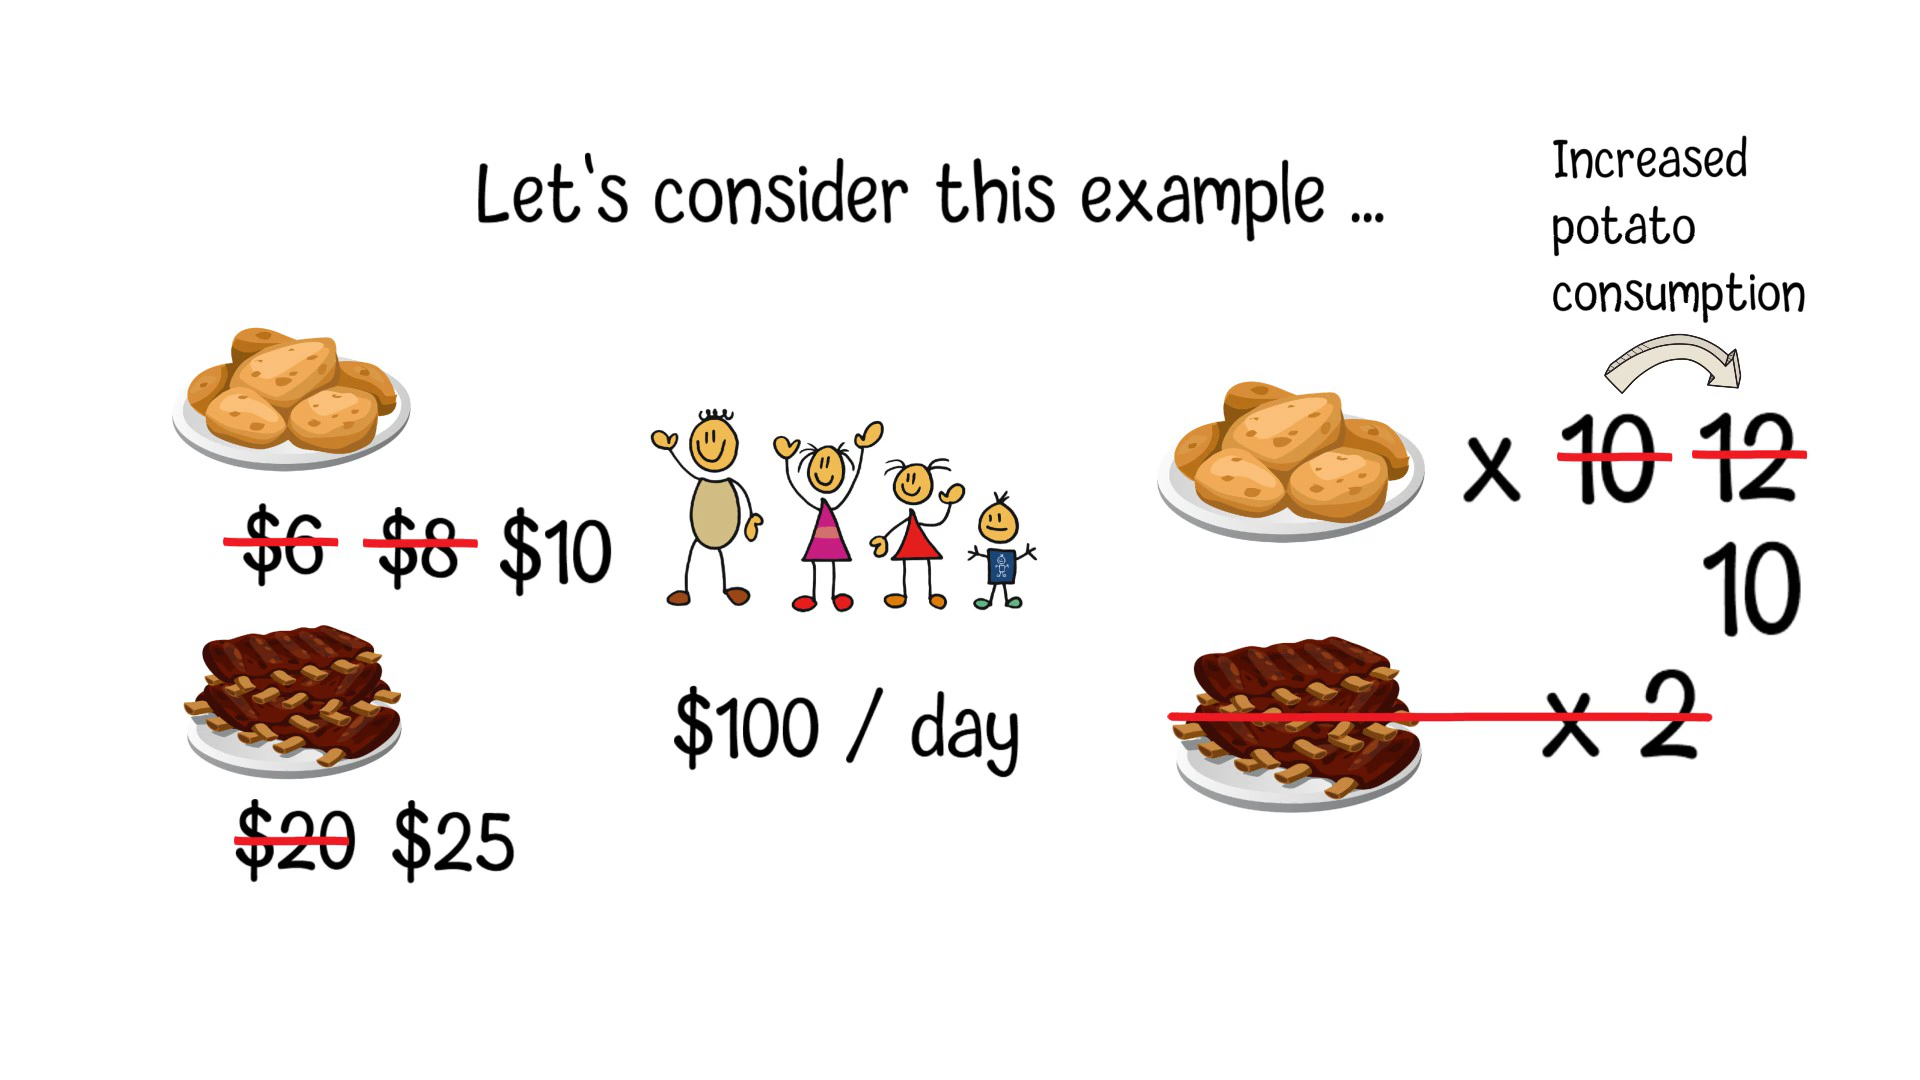 Let's consider this example ...
Increased
potato
consumption
$6 $8 $10
x 10 12
10
$100 / day
x 2
$20 $25